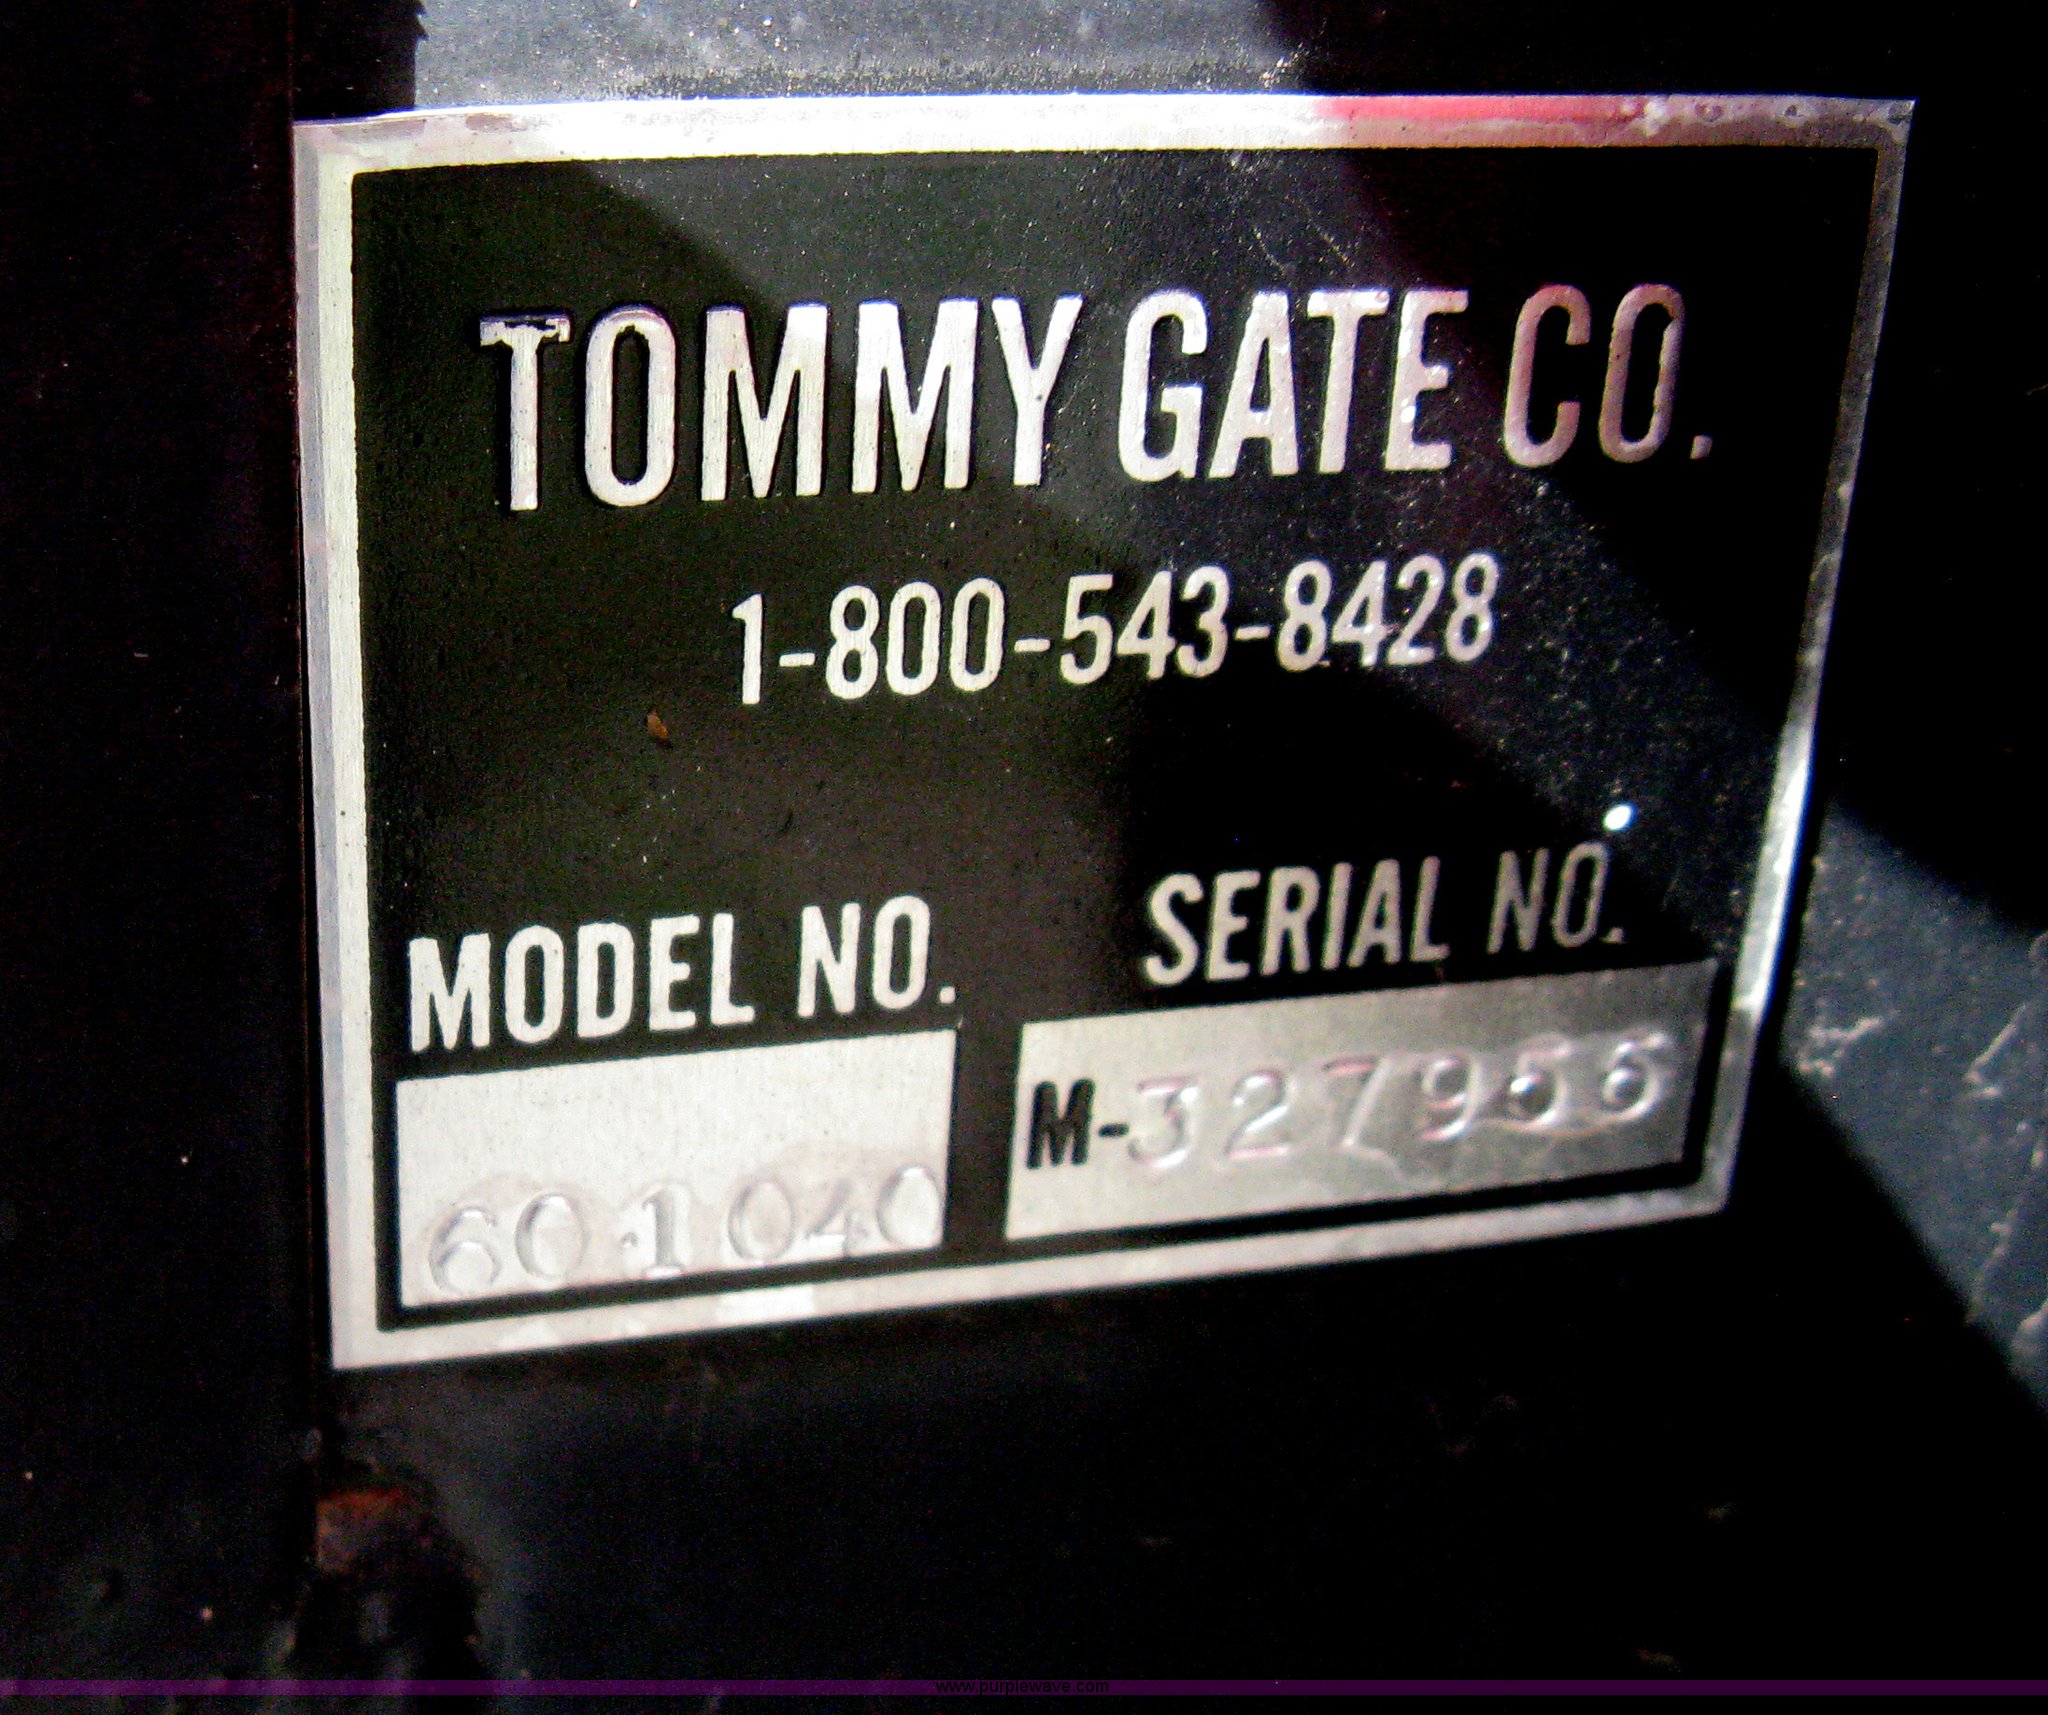 TOMMY GATE CO.
1-800-543-8428
MODEL NO. SERIAL NO.
601040 M-327956
www.purplewave.com